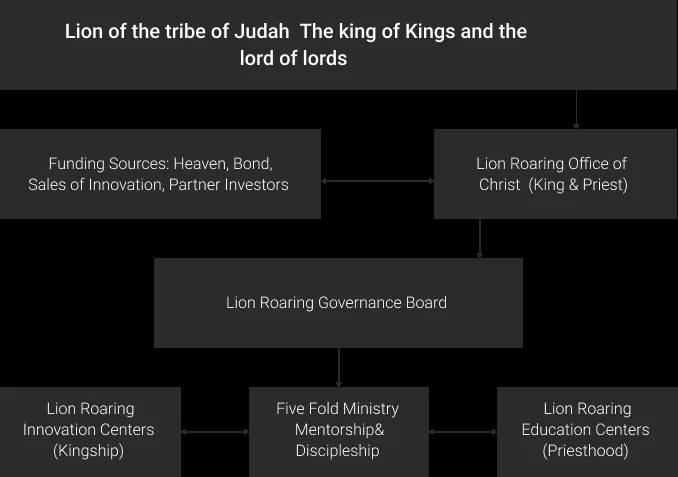 Lion of the tribe of Judah  The king of Kings and the
lord of lords
Funding Sources: Heaven, Bond,
Sales of Innovation, Partner Investors
Lion Roaring Office of
Christ  (King & Priest)
Lion Roaring Governance Board
Lion Roaring
Innovation Centers
(Kingship)
Five Fold Ministry
Mentorship&
Discipleship
Lion Roaring
Education Centers
(Priesthood)